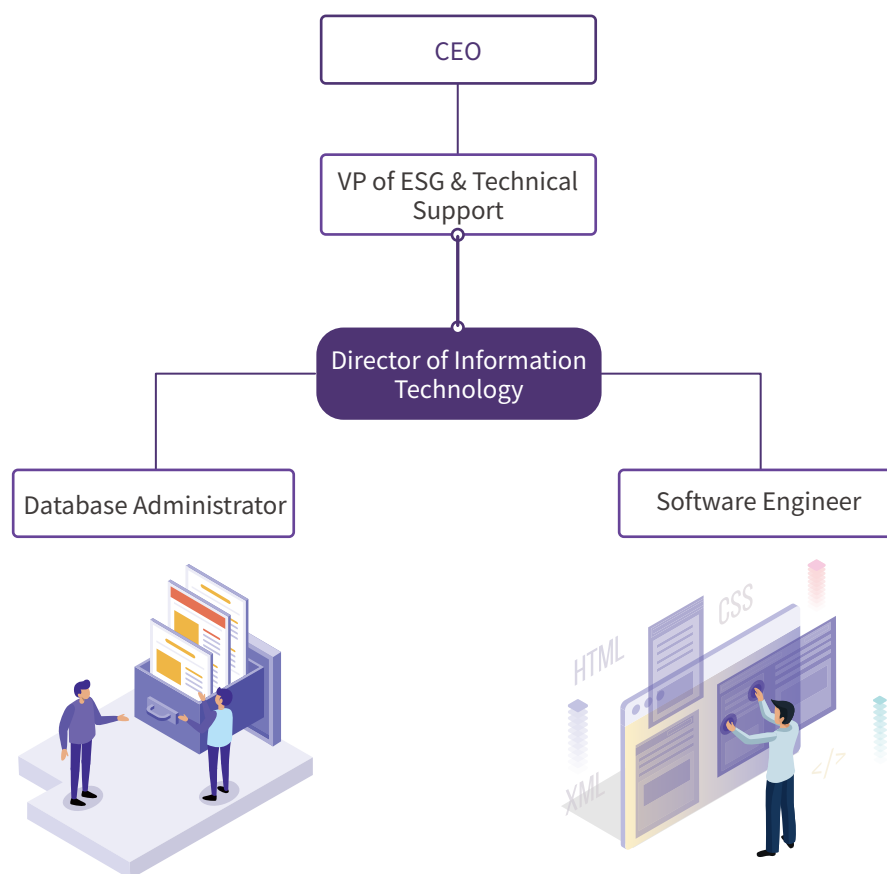 CEO
VP of ESG & Technical
Support
Director of Information
Technology
Database Administrator
Software Engineer
HTML
CSS
XML
</>